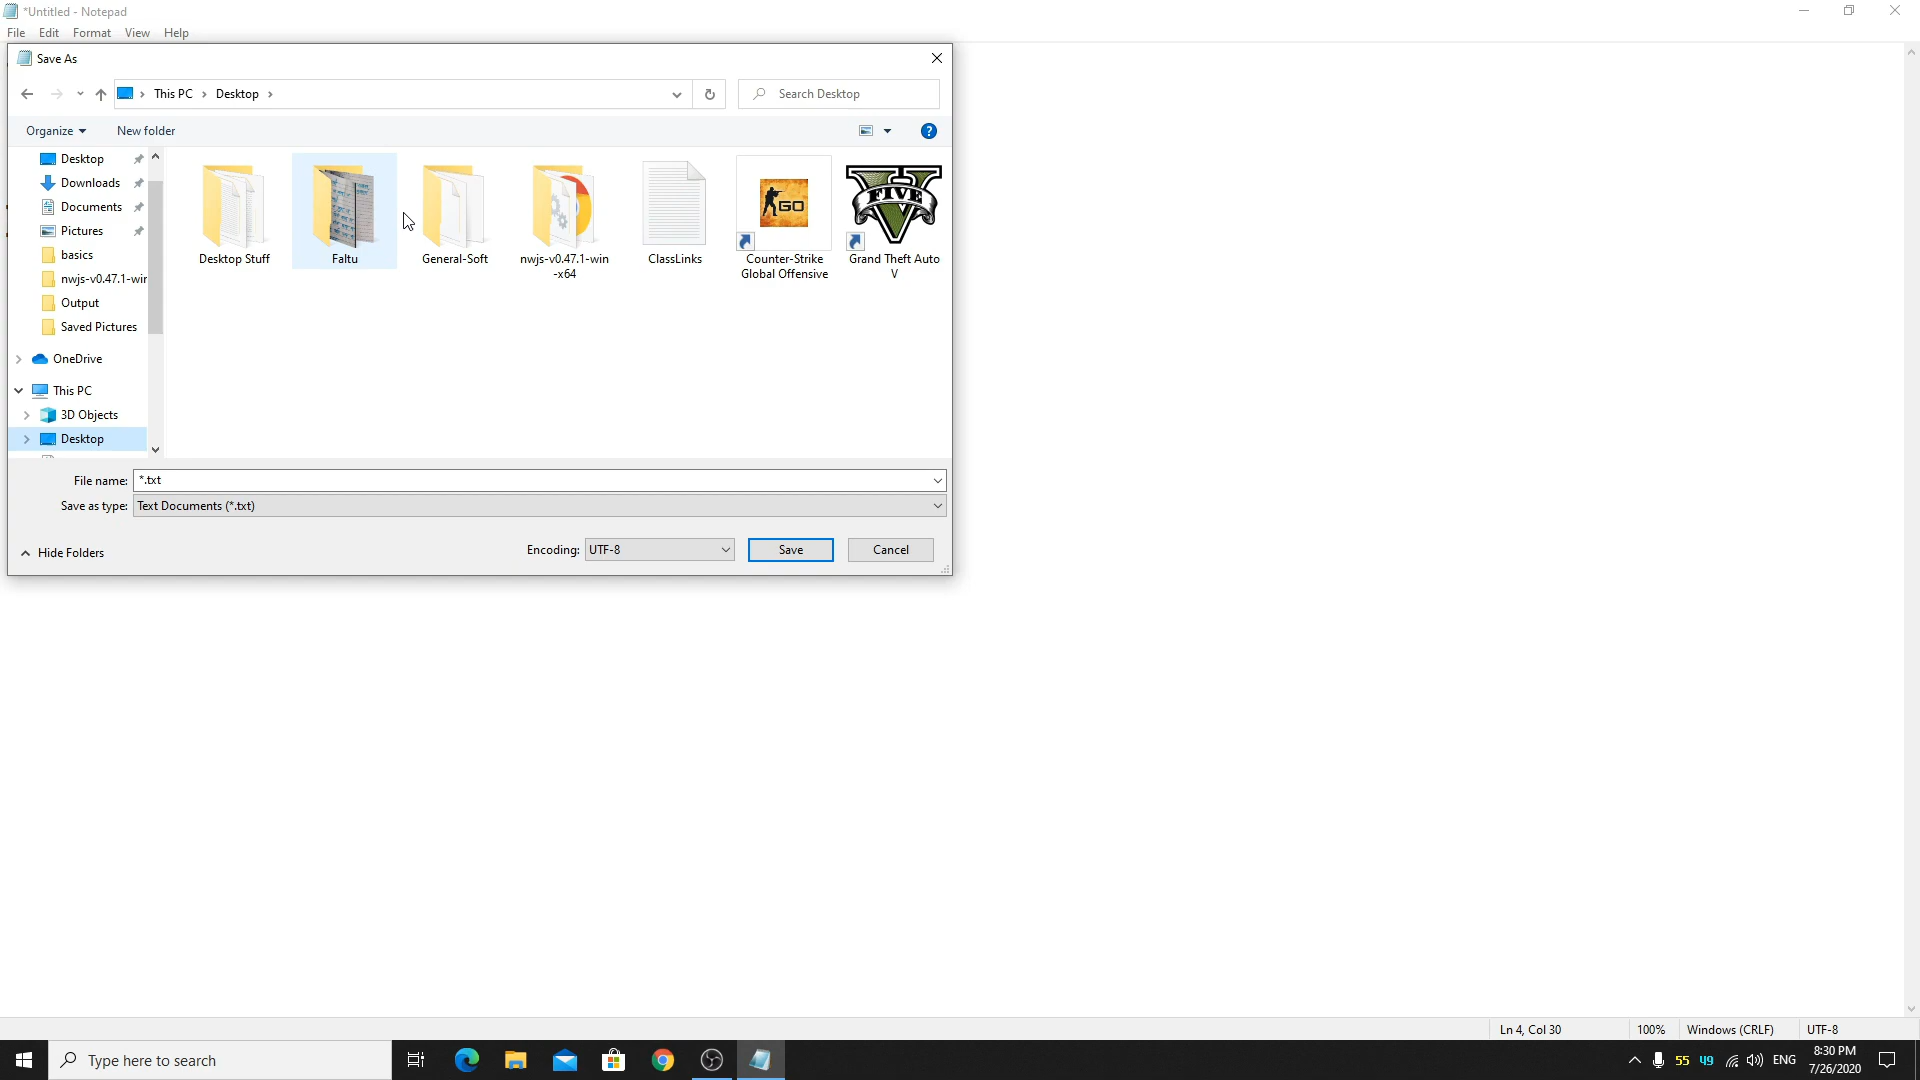 *Untitled - Notepad
File Edit Format View Help
Save As
This PC Desktop
Search Desktop
Organize New folder
?
Desktop
Downloads
Documents
Pictures
basics
nwjs-v0.47.1-wir
Output
Saved Pictures
OneDrive
This PC
3D Objects
Desktop
Desktop Stuff
Faltu
General-Soft
nwjs-v0.47.1-win
-x64
ClassLinks
GO
Counter-Strike
Global Offensive
FIVE
Grand Theft Auto
V
File name: *.txt
Save as type: Text Documents (*.txt)
Hide Folders
Encoding: UTF-8 Save Cancel
Ln 4, Col 30 100% Windows (CRLF) UTF-8
Type here to search
55 49 ENG
8:30 PM
7/26/2020